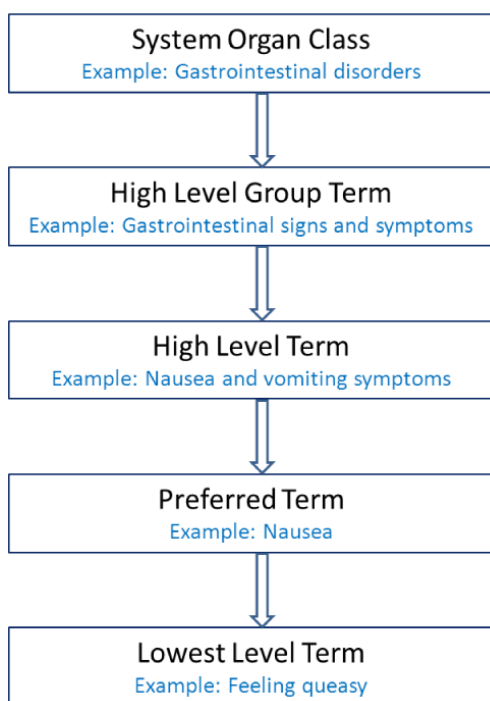 System Organ Class
Example: Gastrointestinal disorders
High Level Group Term
Example: Gastrointestinal signs and symptoms
High Level Term
Example: Nausea and vomiting symptoms
Preferred Term
Example: Nausea
Lowest Level Term
Example: Feeling queasy